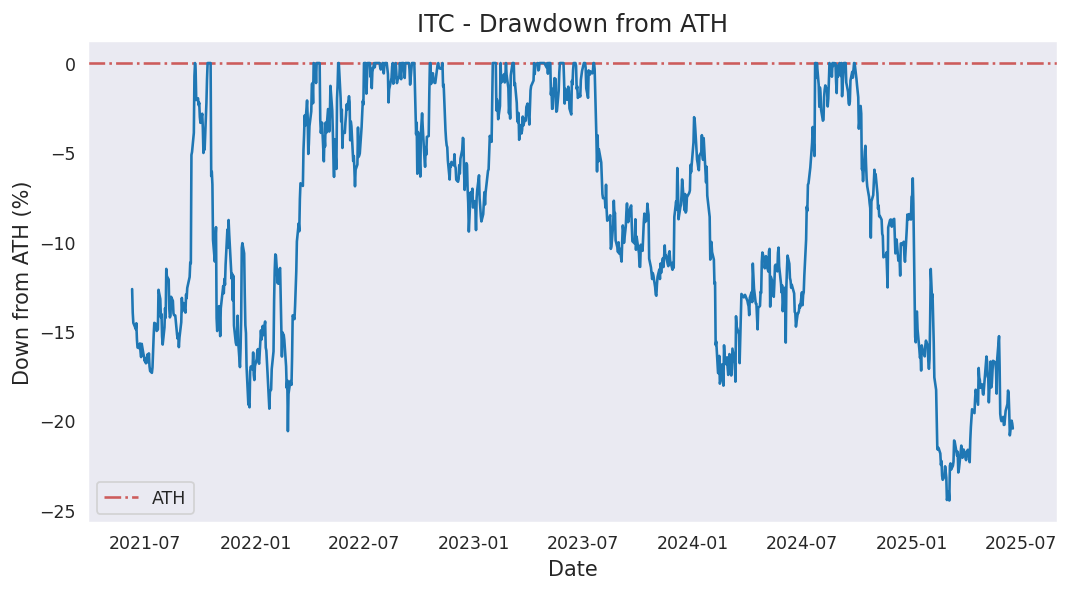 ITC - Drawdown from ATH
Down from ATH (%)
0
−5
−10
−15
−20
−25
ATH
2021-07 2022-01 2022-07 2023-01 2023-07 2024-01 2024-07 2025-01 2025-07
Date